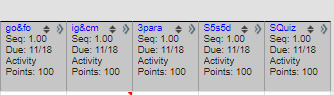 go&fo ig&cm 3para S5s5d SQuiz
Seq: 1.00 Seq: 1.00 Seq: 1.00 Seq: 1.00 Seq: 1.00
Due: 11/18 Due: 11/18 Due: 11/18 Due: 11/18 Due: 11/18
Activity Activity Activity Activity Activity
Points: 100 Points: 100 Points: 100 Points: 100 Points: 100